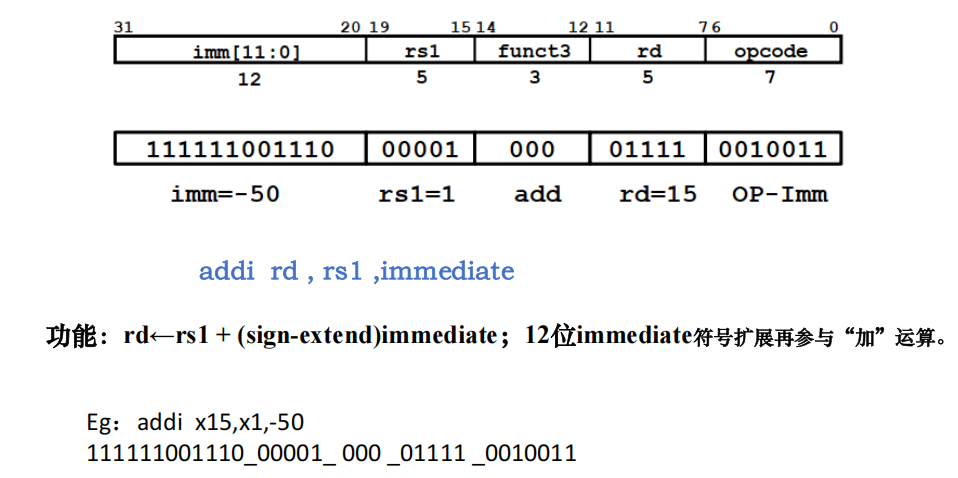 31 20 19 15 14 12 11 7 6 0
imm[11:0] rs1 funct3 rd opcode
12 5 3 5 7
111111001110 00001 000 01111 0010011
imm=-50 rs1=1 add rd=15 OP-Imm
addi rd , rs1 ,immediate
功能：rd←rs1 + (sign-extend)immediate；12位immediate符号扩展再参与“加”运算。
Eg：addi x15,x1,-50
111111001110_00001_ 000 _01111 _0010011